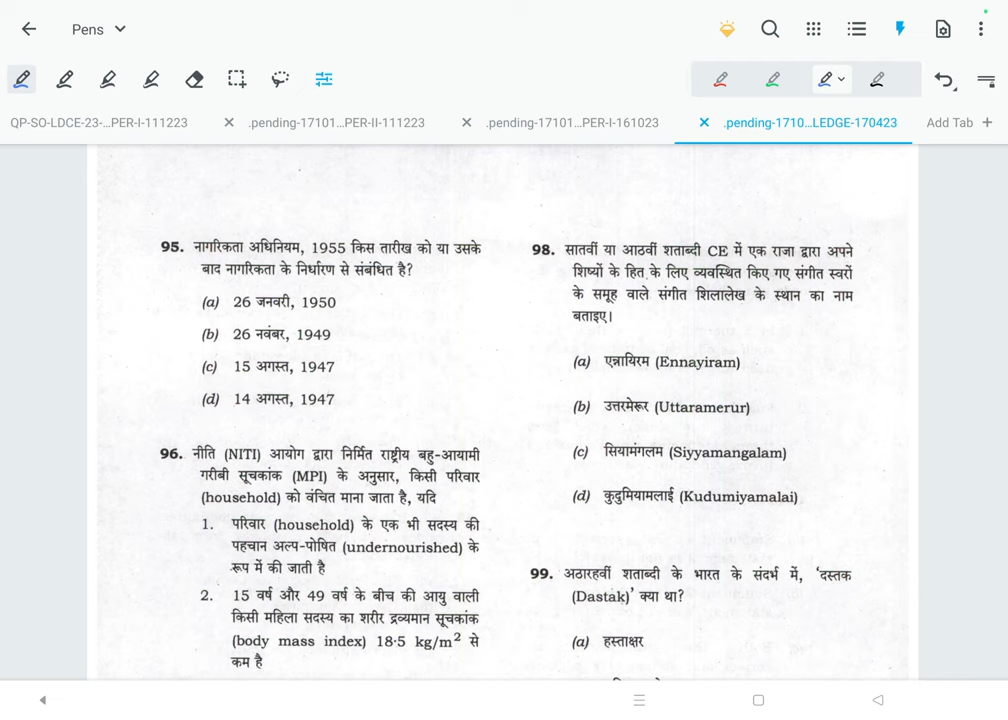 Pens
QP-SO-LDCE-23-...PER-I-111223
.pending-17101...PER-II-111223
.pending-17101...PER-I-161023
.pending-1710...LEDGE-170423
Add Tab
95. नागरिकता अधिनियम, 1955 किस तारीख को या उसके
बाद नागरिकता के निर्धारण से संबंधित है?
(a) 26 जनवरी, 1950
(b) 26 नवंबर, 1949
(c) 15 अगस्त, 1947
(d) 14 अगस्त, 1947
96. नीति (NITI) आयोग द्वारा निर्मित राष्ट्रीय बहु-आयामी
गरीबी सूचकांक (MPI) के अनुसार, किसी परिवार
(household) को वंचित माना जाता है, यदि
1. परिवार (household) के एक भी सदस्य की
पहचान अल्प-पोषित (undernourished) के
रूप में की जाती है
2. 15 वर्ष और 49 वर्ष के बीच की आयु वाली
किसी महिला सदस्य का शरीर द्रव्यमान सूचकांक
(body mass index) 18·5 kg/m² से
कम है
98. सातवीं या आठवीं शताब्दी CE में एक राजा द्वारा अपने
शिष्यों के हित के लिए व्यवस्थित किए गए संगीत स्वरों
के समूह वाले संगीत शिलालेख के स्थान का नाम
बताइए।
(a) एन्नायिरम (Ennayiram)
(b) उत्तरमेरूर (Uttaramerur)
(c) सियामंगलम (Siyyamangalam)
(d) कुदुमियामलाई (Kudumiyamalai)
99. अठारहवीं शताब्दी के भारत के संदर्भ में, 'दस्तक
(Dastak)' क्या था?
(a) हस्ताक्षर